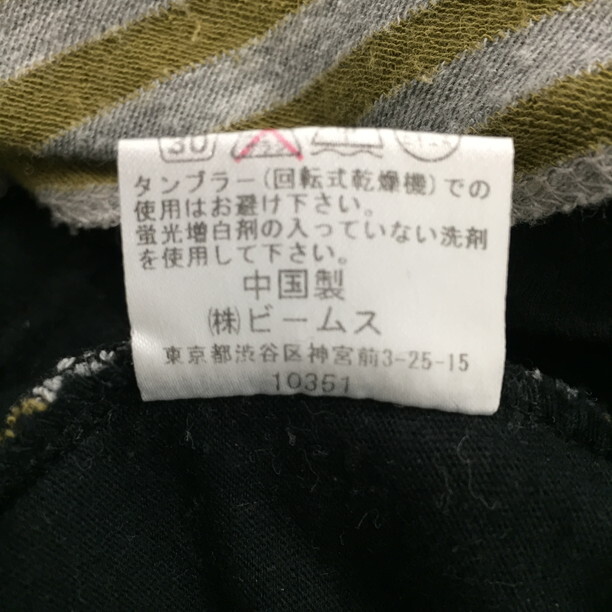 30
タンブラー(回転式乾燥機)での
使用はお避け下さい。
蛍光増白剤の入っていない洗剤
を使用して下さい。
中国製
(株)ビームス
東京都渋谷区神宮前3-25-15
10351